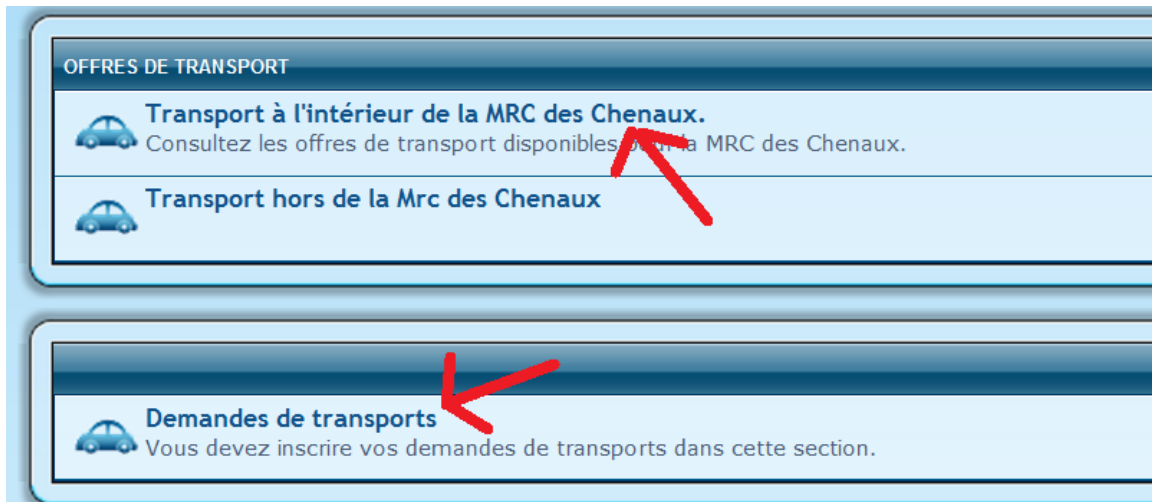 OFFRES DE TRANSPORT
Transport à l'intérieur de la MRC des Chenaux.
Consultez les offres de transport disponibles pour la MRC des Chenaux.
Transport hors de la Mrc des Chenaux
Demandes de transports
Vous devez inscrire vos demandes de transports dans cette section.